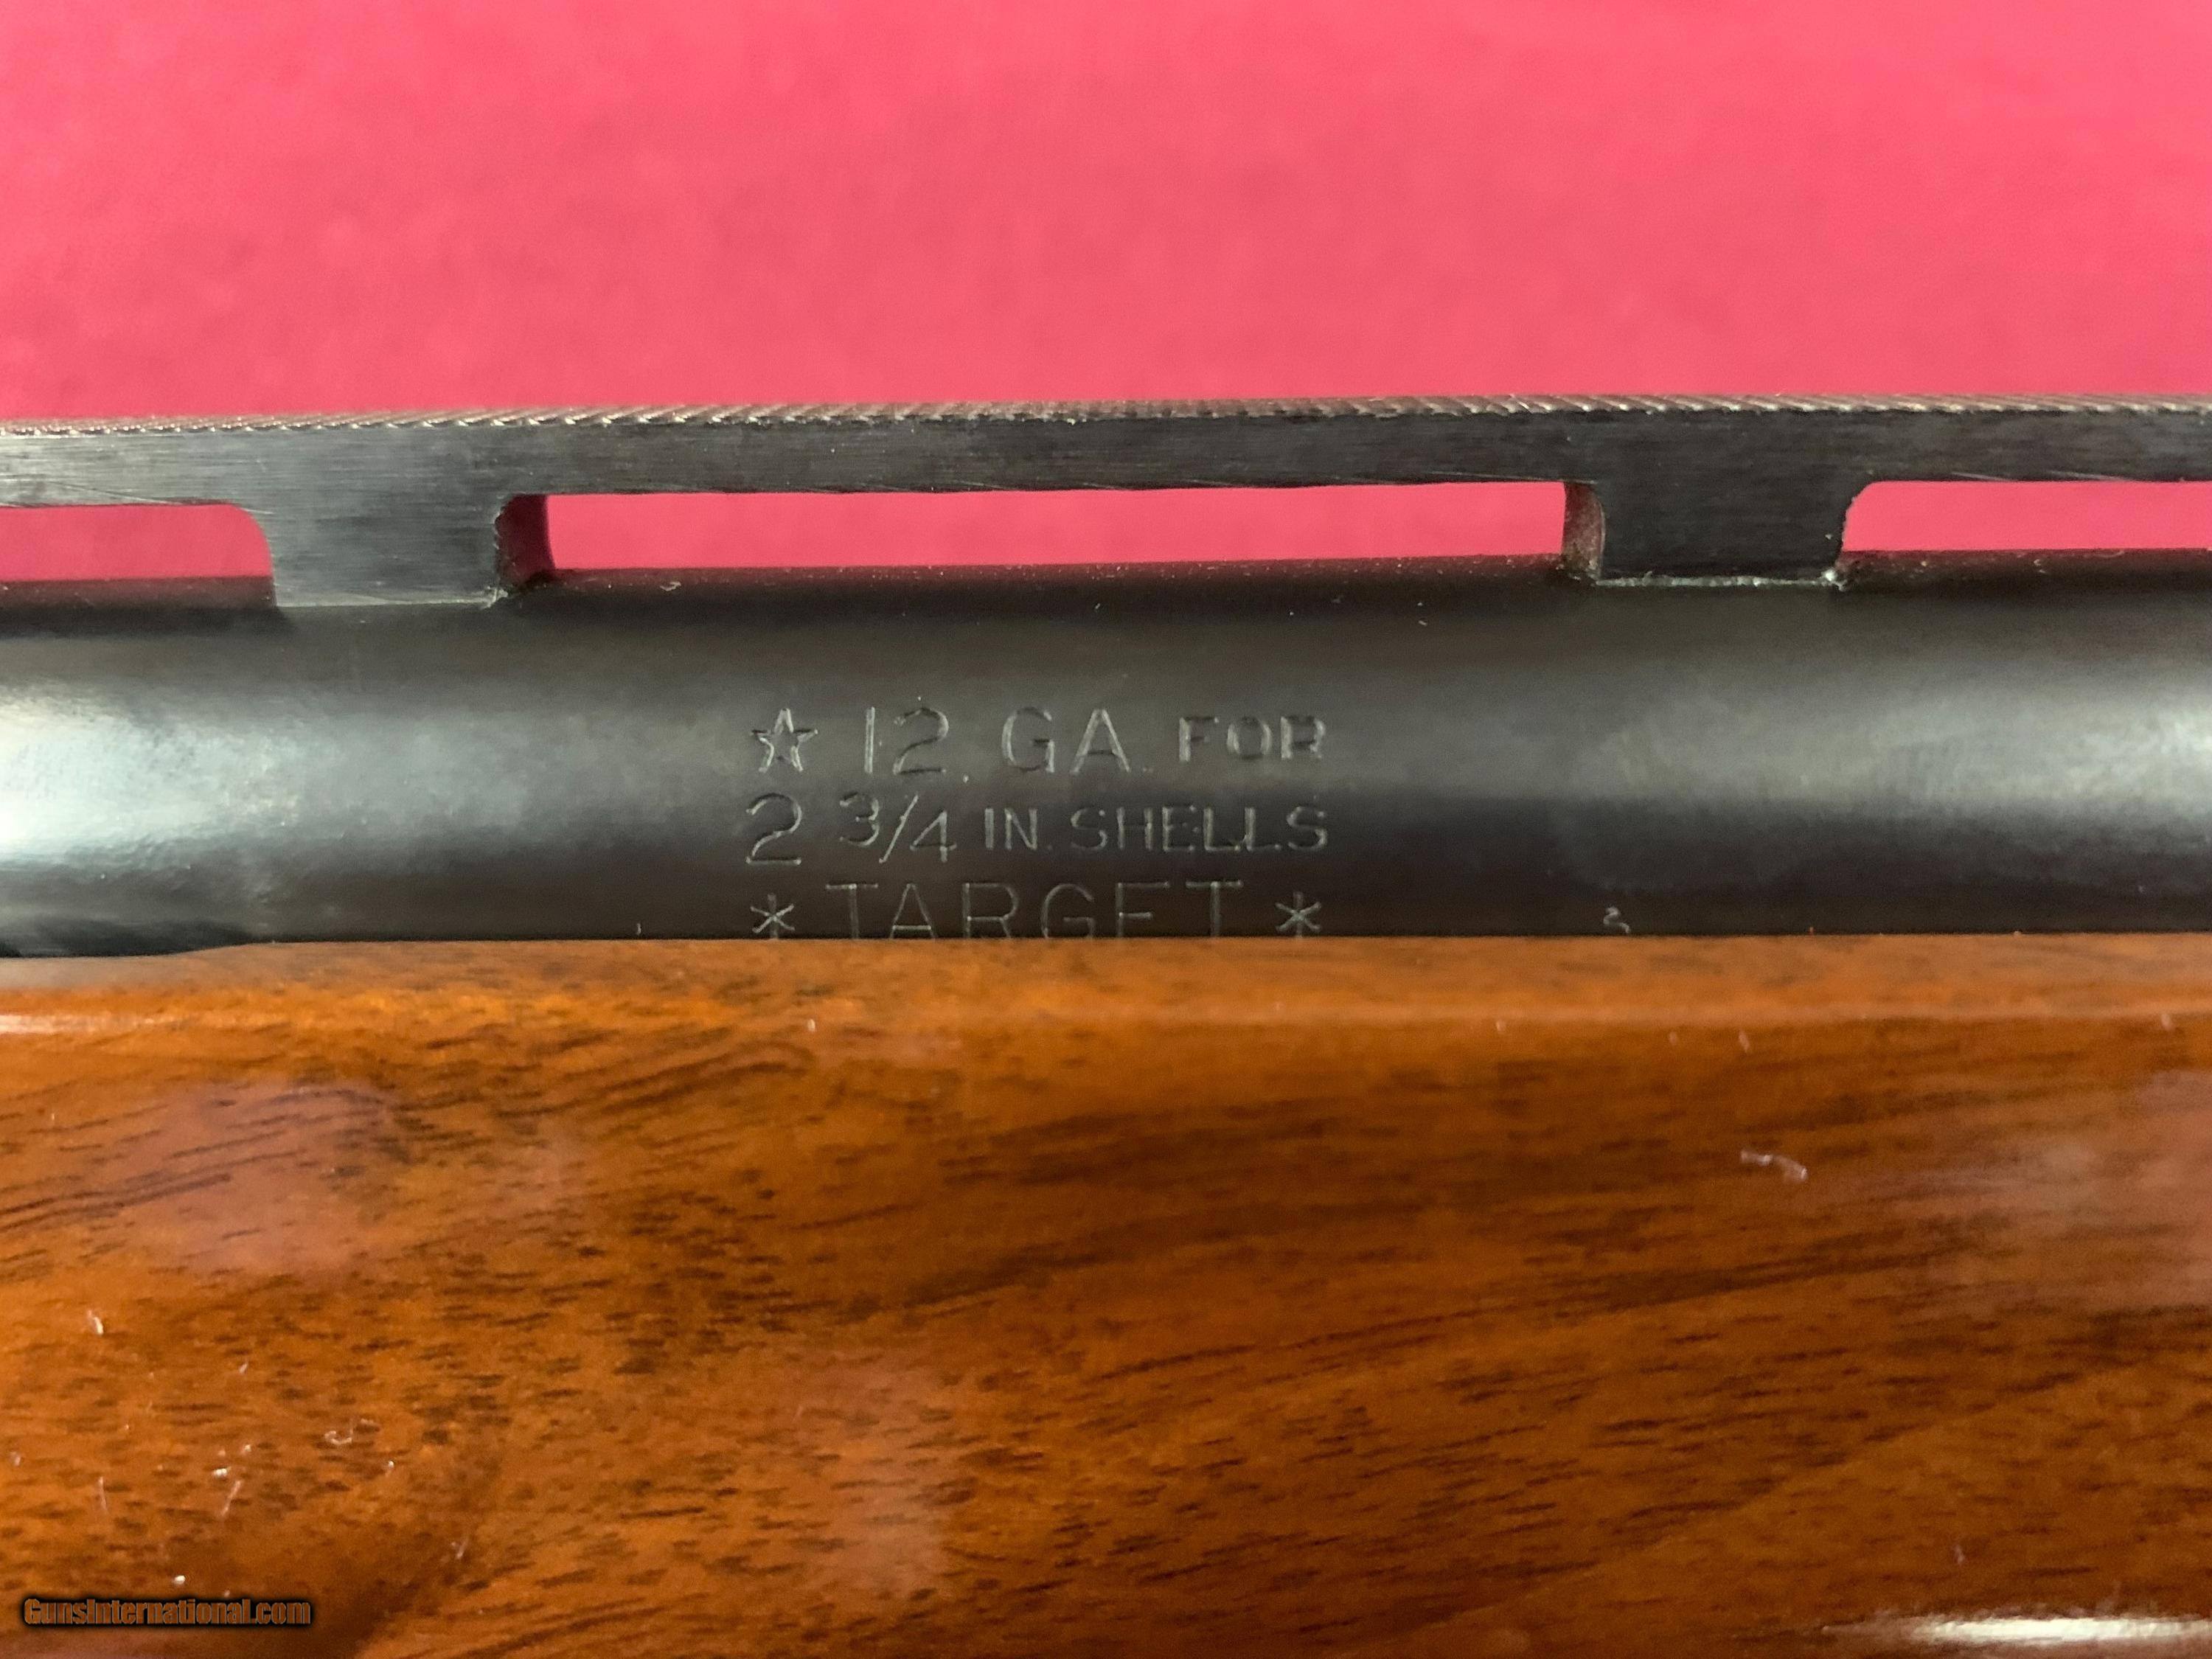 ☆ 12. GA. FOR
2 3/4 IN. SHELLS
* TARGET *
GunsInternational.com